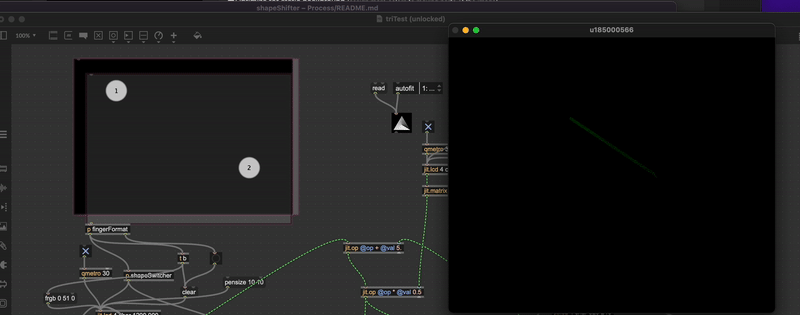 shapeShifter – Process/README.md
triTest (unlocked)
u185000566
100%
1
2
read
autofit
1: ...
qmetro
jit.lcd 4 c
jit.matrix
p fingerFormat
t b
jit.op @op + @val 5.
qmetro 30
p shapeSwitcher
pensize 10 10
clear
jit.op @op * @val 0.5
frgb 0 51 0